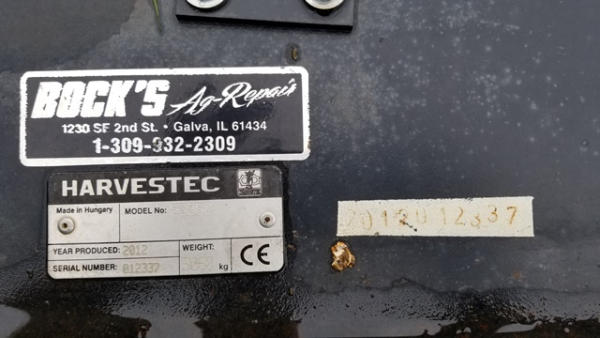 BOCK'S Ag-Repair
1230 SE 2nd St. • Galva, IL 61434
1-309-932-2309
HARVESTEC
Made in Hungary MODEL No:
YEAR PRODUCED: 2012 WEIGHT:
SERIAL NUMBER: 012337 kg CE
2012012337